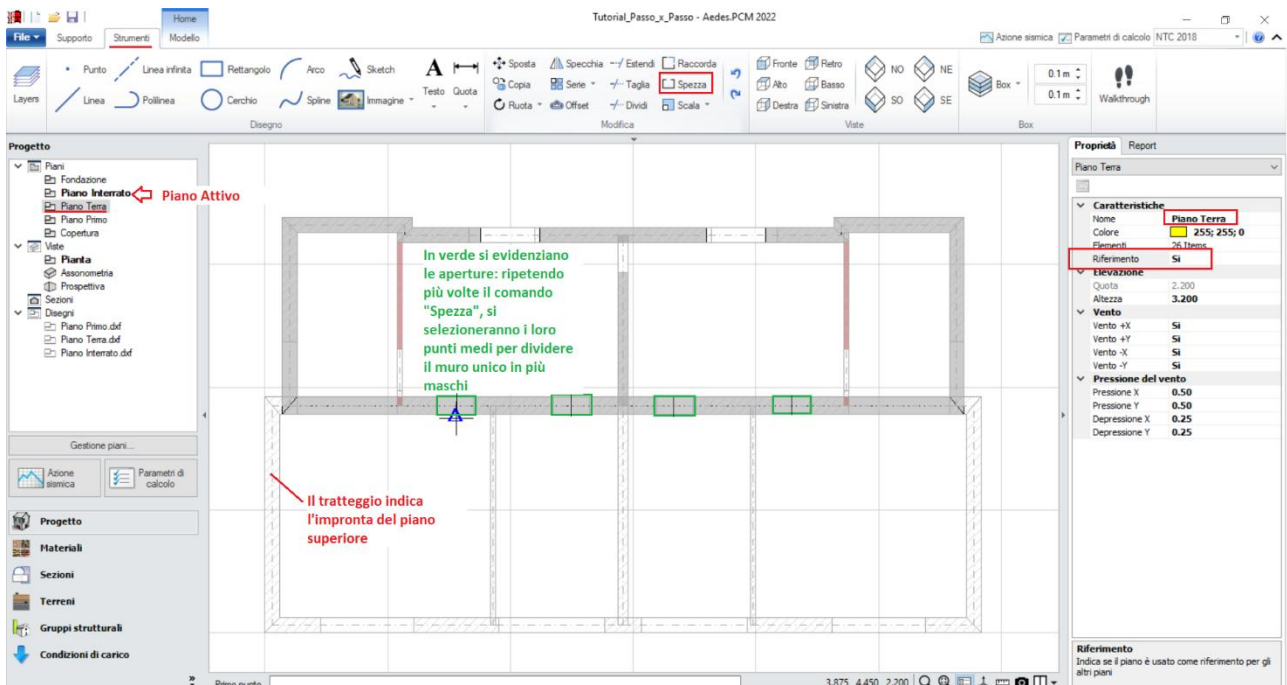 Home
Tutorial_Passo_x_Passo - Aedes.PCM 2022
File
Supporto
Strumenti
Modello
Azione sismica
Parametri di calcolo
NTC 2018
Layers
Punto
Linea infinita
Rettangolo
Arco
Sketch
Linea
Polilinea
Cerchio
Spline
Immagine
Testo
Quota
Disegno
Sposta
Specchia
Estendi
Raccorda
Copia
Serie
Taglia
Spezza
Ruota
Offset
Dividi
Scala
Modifica
Fronte
Retro
Alto
Basso
Destra
Sinistra
NO
NE
SO
SE
Viste
Box
0.1 m
0.1 m
Walkthrough
Box
Progetto
Piani
Fondazione
Piano Interrato
Piano Attivo
Piano Terra
Piano Primo
Copertura
Viste
Pianta
Assonometria
Prospettiva
Sezioni
Disegni
Piano Primo.dxf
Piano Terra.dxf
Piano Interrato.dxf
Gestione piani...
Azione
sismica
Parametri di
calcolo
Progetto
Materiali
Sezioni
Terreni
Gruppi strutturali
Condizioni di carico
In verde si evidenziano
le aperture: ripetendo
più volte il comando
"Spezza", si
selezioneranno i loro
punti medi per dividere
il muro unico in più
maschi
Il tratteggio indica
l'impronta del piano
superiore
Primo punto
3.875 4.450 2.200
Proprietà
Report
Piano Terra
Caratteristiche
Nome Piano Terra
Colore 255; 255; 0
Elementi 26 Items
Riferimento Si
Elevazione
Quota 2.200
Altezza 3.200
Vento
Vento +X Si
Vento +Y Si
Vento -X Si
Vento -Y Si
Pressione del vento
Pressione X 0.50
Pressione Y 0.50
Depressione X 0.25
Depressione Y 0.25
Riferimento
Indica se il piano è usato come riferimento per gli
altri piani